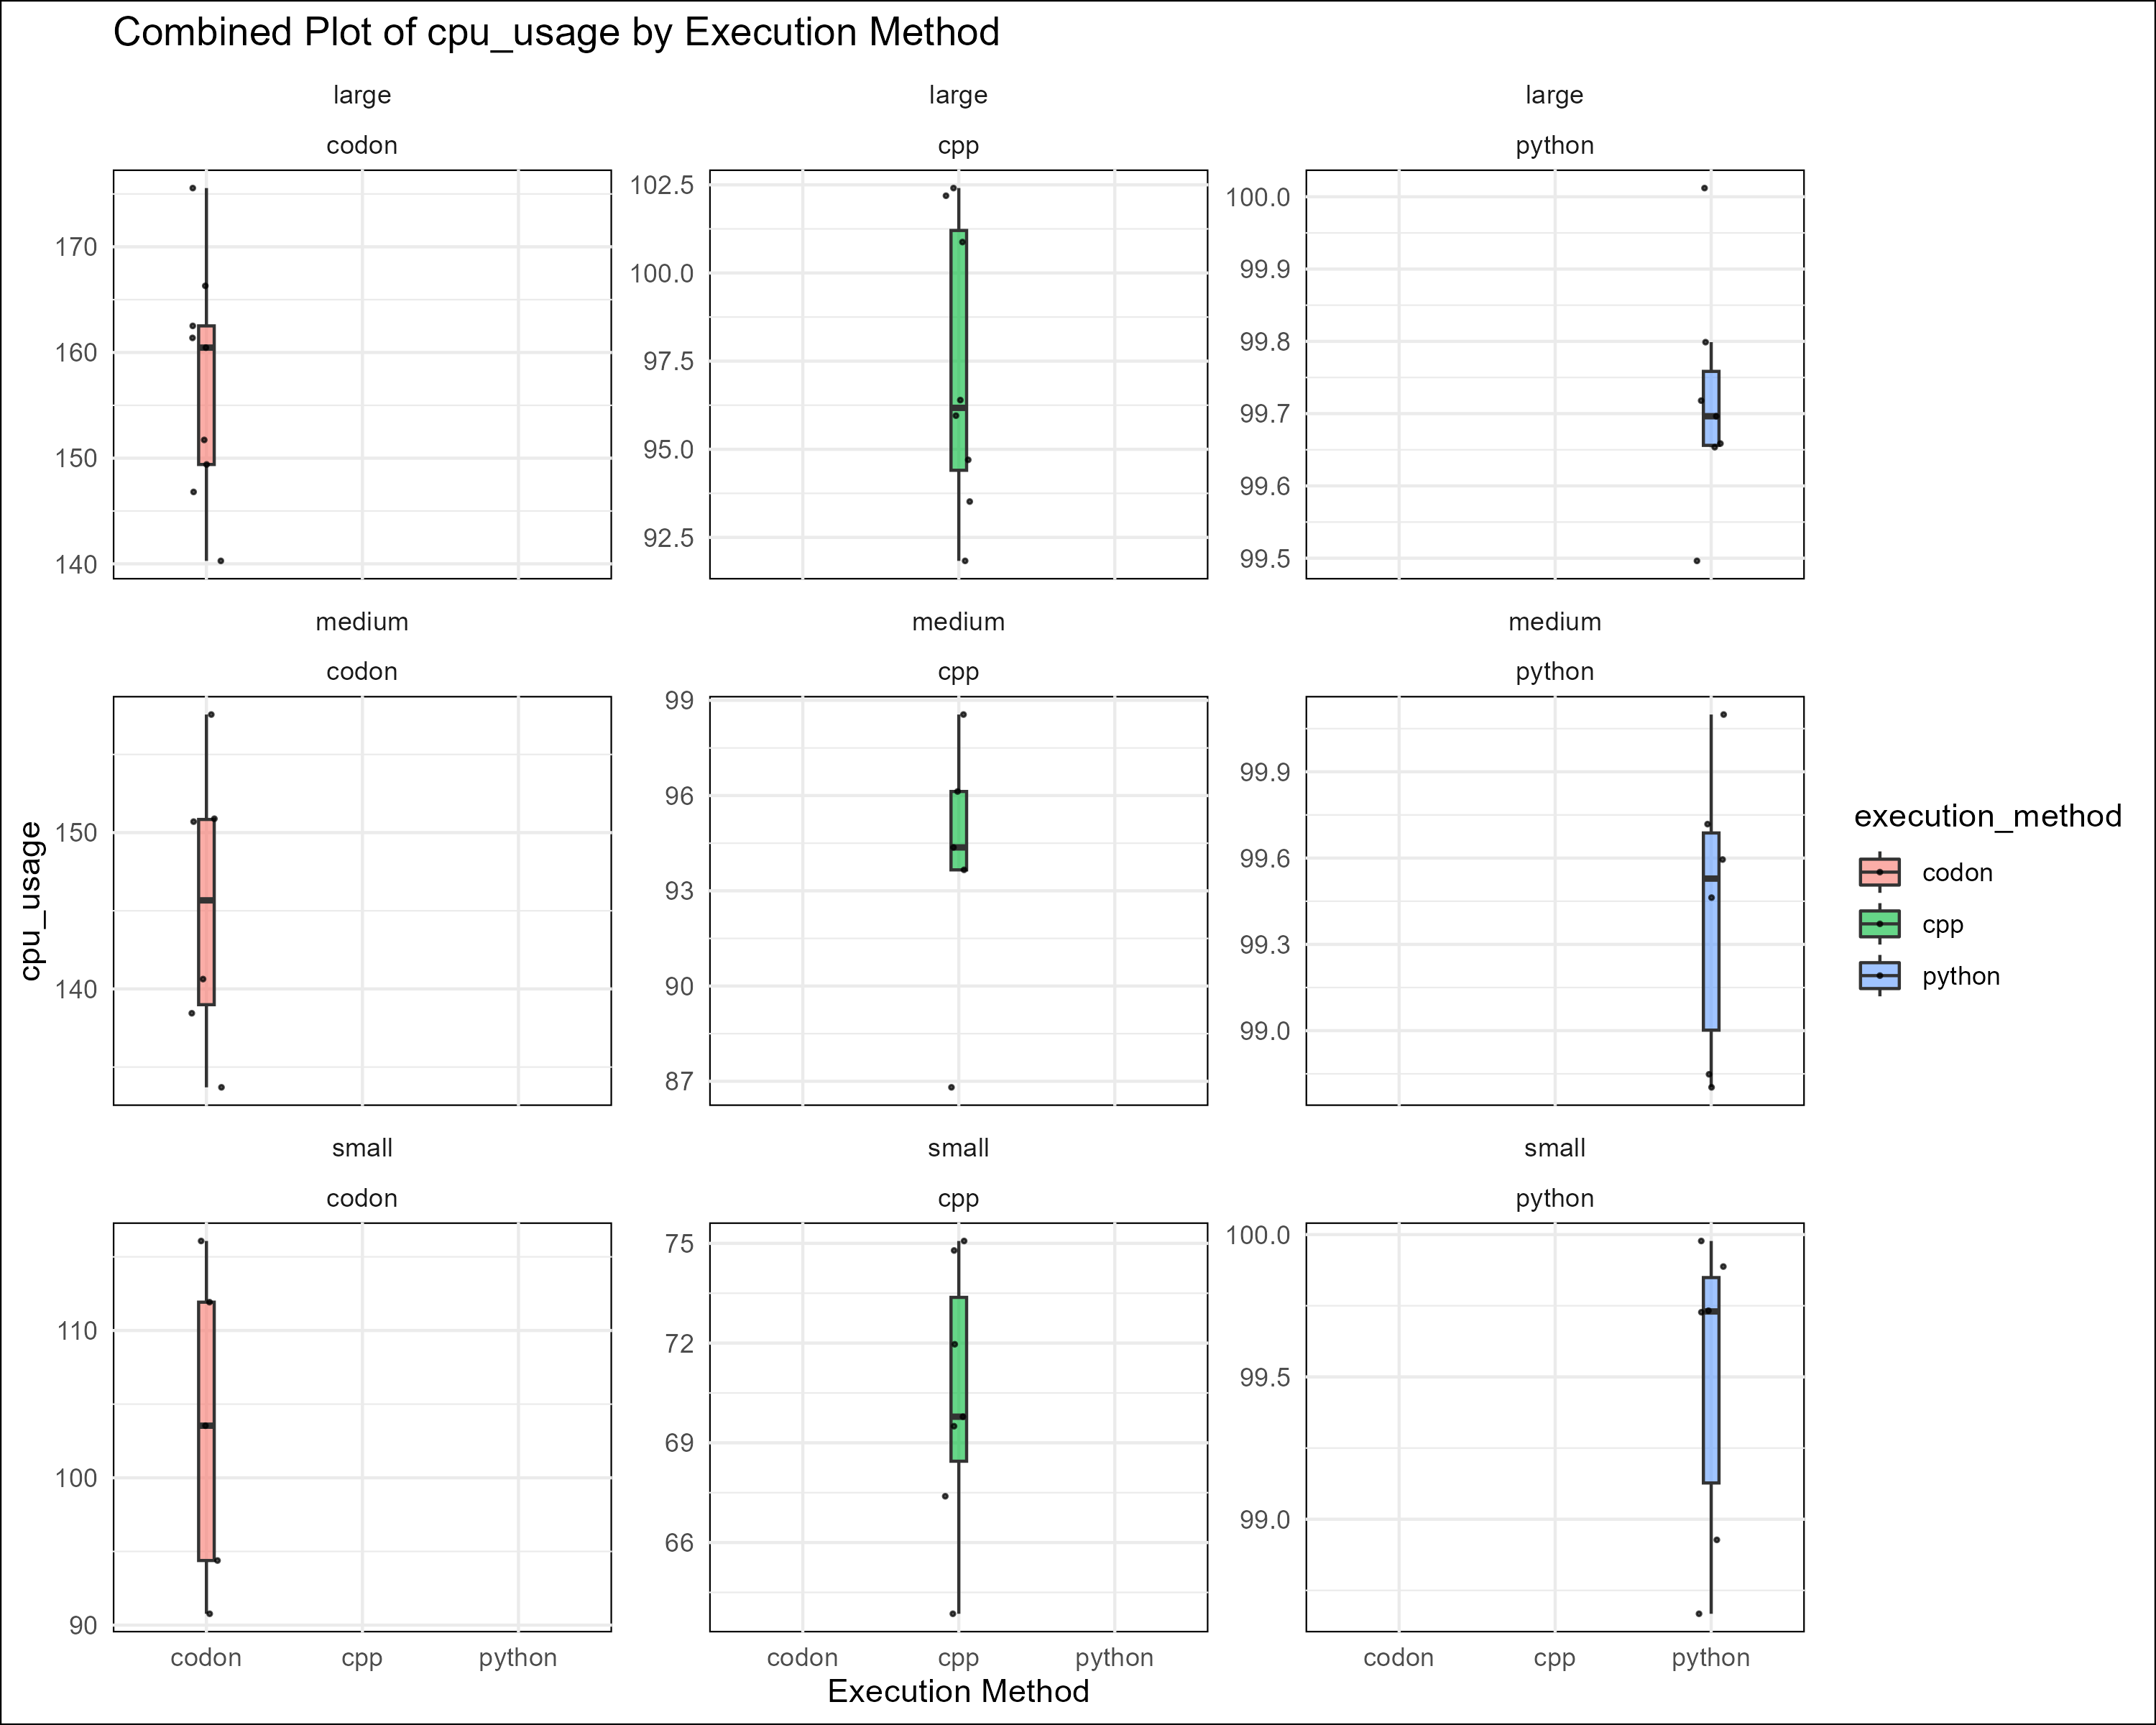 Combined Plot of cpu_usage by Execution Method
large
large
large
codon
cpp
python
170
160
150
140
102.5
100.0
97.5
95.0
92.5
100.0
99.9
99.8
99.7
99.6
99.5
medium
medium
medium
codon
cpp
python
150
140
99
96
93
90
87
99.9
99.6
99.3
99.0
small
small
small
codon
cpp
python
110
100
90
75
72
69
66
100.0
99.5
99.0
codon cpp python
codon cpp python
codon cpp python
Execution Method
cpu_usage
execution_method
codon
cpp
python